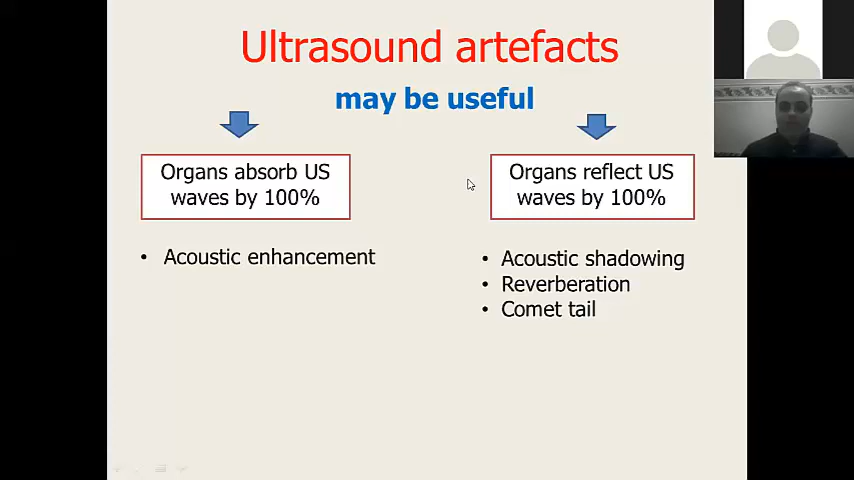 Ultrasound artefacts
may be useful
Organs absorb US
waves by 100%
• Acoustic enhancement
Organs reflect US
waves by 100%
• Acoustic shadowing
• Reverberation
• Comet tail